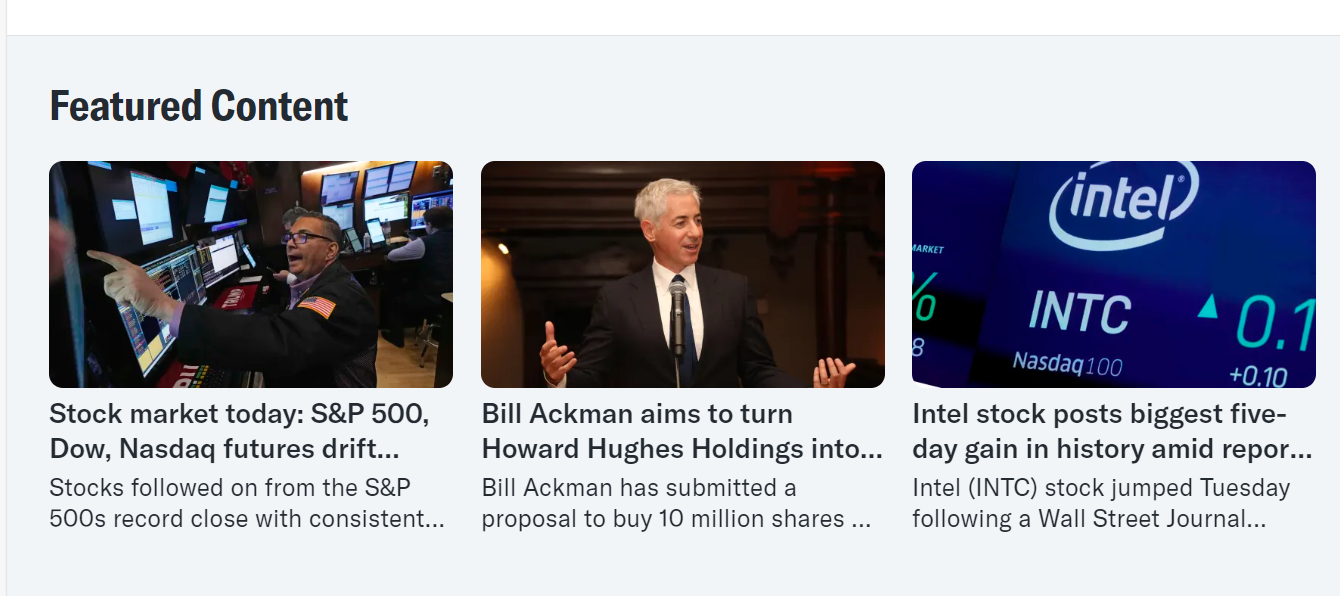 Featured Content
TRAP
intel
MARKET
%
8
INTC
Nasdaq100
0.1
+0.10
Stock market today: S&P 500,
Dow, Nasdaq futures drift...
Stocks followed on from the S&P
500s record close with consistent...
Bill Ackman aims to turn
Howard Hughes Holdings into...
Bill Ackman has submitted a
proposal to buy 10 million shares ...
Intel stock posts biggest five-
day gain in history amid repor...
Intel (INTC) stock jumped Tuesday
following a Wall Street Journal...